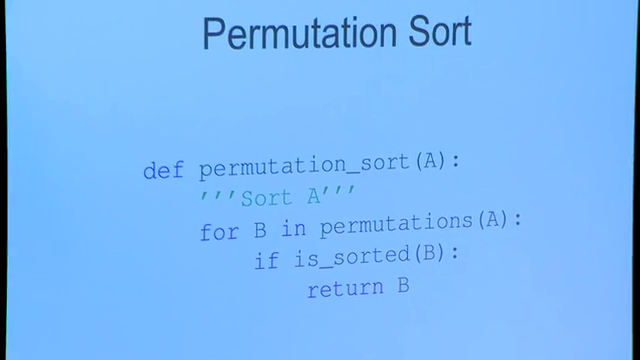 Permutation Sort
def permutation_sort(A):
'''Sort A'''
for B in permutations(A):
if is_sorted(B):
return B